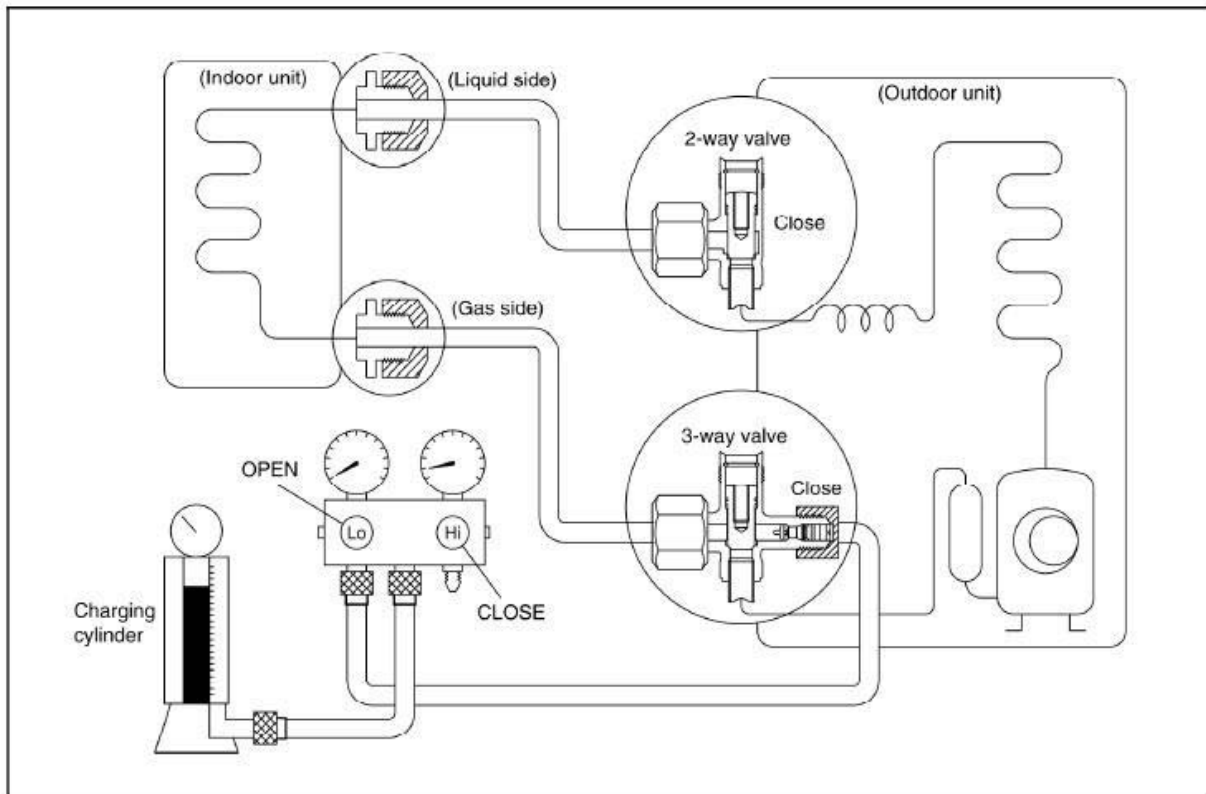 (Indoor unit)
(Liquid side)
(Outdoor unit)
2-way valve
Close
(Gas side)
3-way valve
Close
OPEN
Lo
Hi
CLOSE
Charging
cylinder